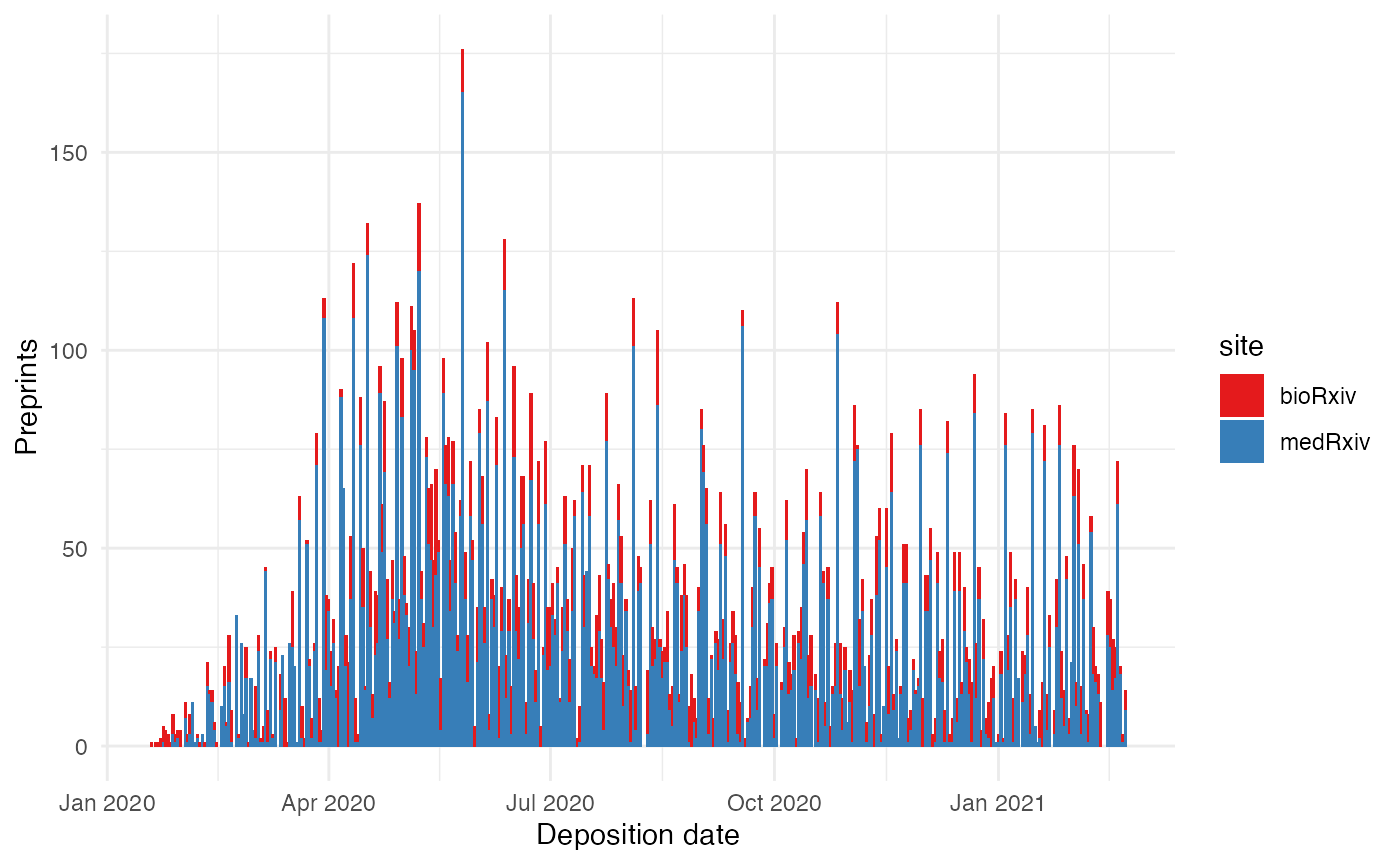 Preprints
150
100
50
0
Jan 2020
Apr 2020
Jul 2020
Oct 2020
Jan 2021
Deposition date
site
bioRxiv
medRxiv